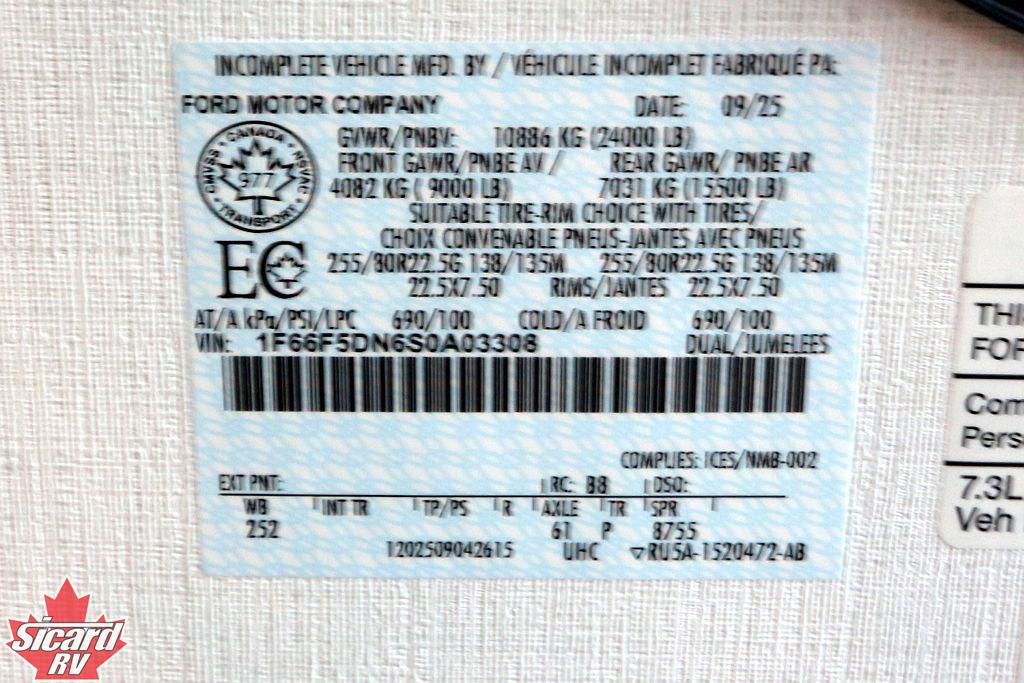 INCOMPLETE VEHICLE MFD. BY / VÉHICULE INCOMPLET FABRIQUÉ PA:
FORD MOTOR COMPANY DATE: 09/25
GVWR/PNBV: 10886 KG (24000 LB)
FRONT GAWR/PNBE AV / REAR GAWR/ PNBE AR
4082 KG ( 9000 LB) 7031 KG (15500 LB)
CANADA
CMVSS NSVAC
977
TRANSPORT
SUITABLE TIRE-RIM CHOICE WITH TIRES/
CHOIX CONVENABLE PNEUS-JANTES AVEC PNEUS
EC
255/80R22.5G 138/135M 255/80R22.5G 138/135M
22.5X7.50 RIMS/JANTES 22.5X7.50
AT/A kPa/PSI/LPC 690/100 COLD/A FROID 690/100
VIN: 1F66F5DN6S0A03308 DUAL/JUMELEES
COMPLIES: ICES/NMB-002
EXT PNT: RC: 88 DSO:
WB INT TR TP/PS R AXLE TR SPR
252 61 P 8755
1202509042615 UHC RU5A-1520472-AB
THI
FOR
Com
Pers
7.3L
Veh
Sicard
RV